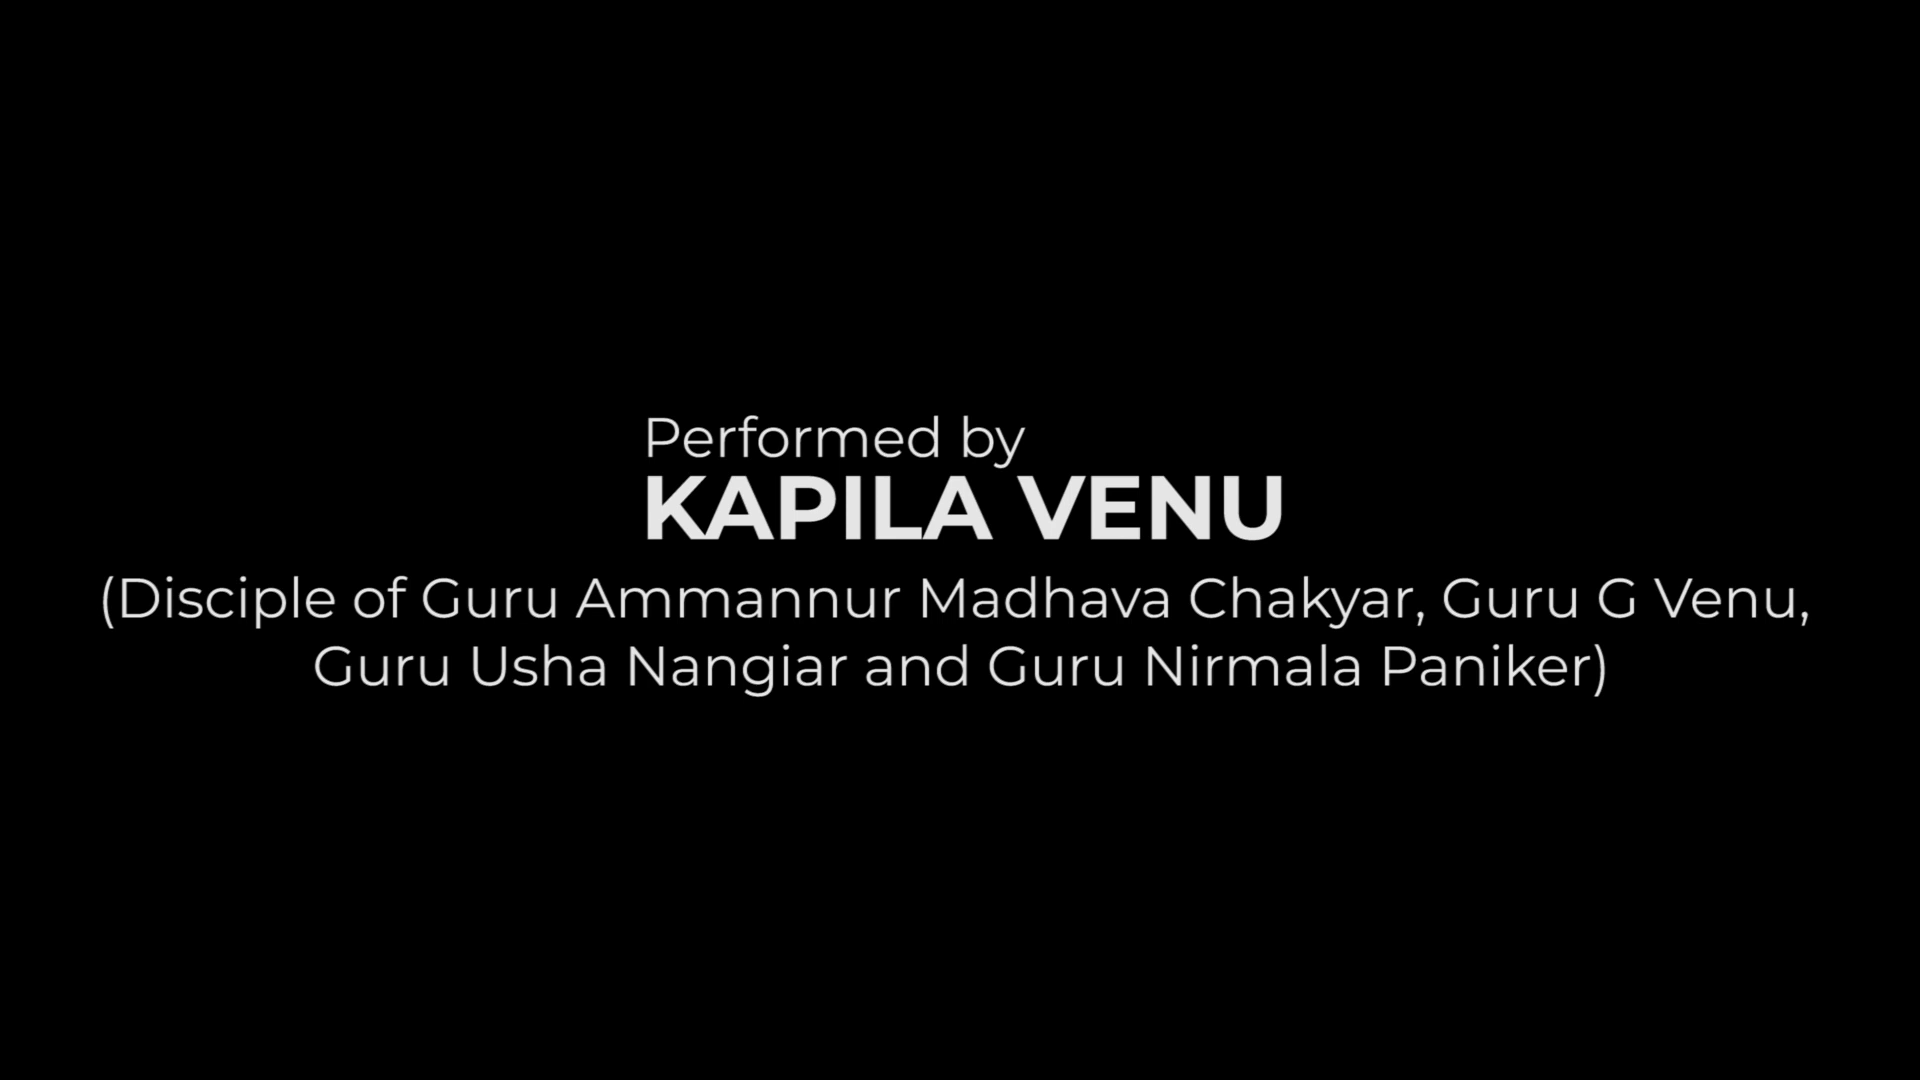 Performed by
KAPILA VENU
(Disciple of Guru Ammannur Madhava Chakyar, Guru G Venu,
Guru Usha Nangiar and Guru Nirmala Paniker)